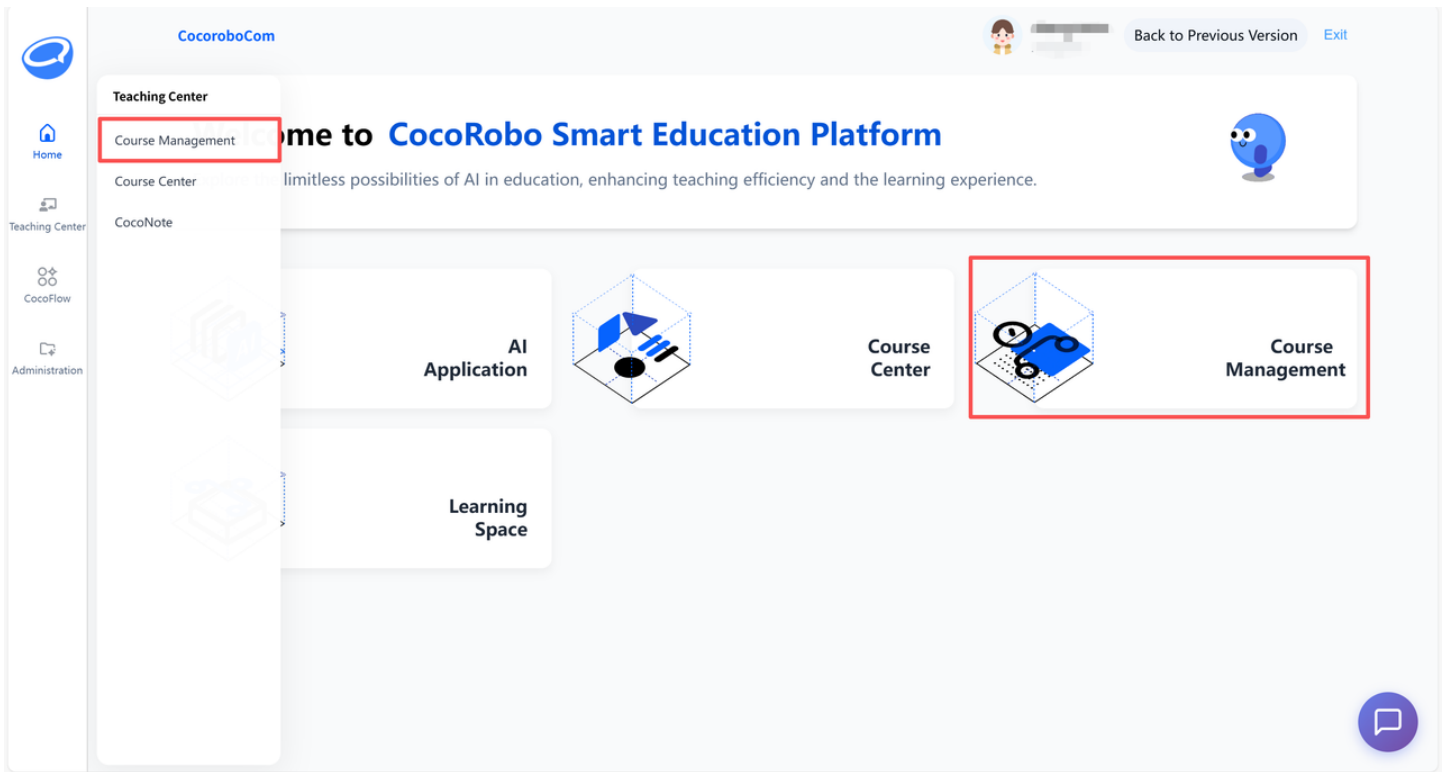 CocoroboCom
Back to Previous Version
Exit
Home
Teaching Center
CocoFlow
Administration
Teaching Center
Course Management
Course Center
CocoNote
me to CocoRobo Smart Education Platform
limitless possibilities of AI in education, enhancing teaching efficiency and the learning experience.
AI
Application
Course
Center
Course
Management
Learning
Space